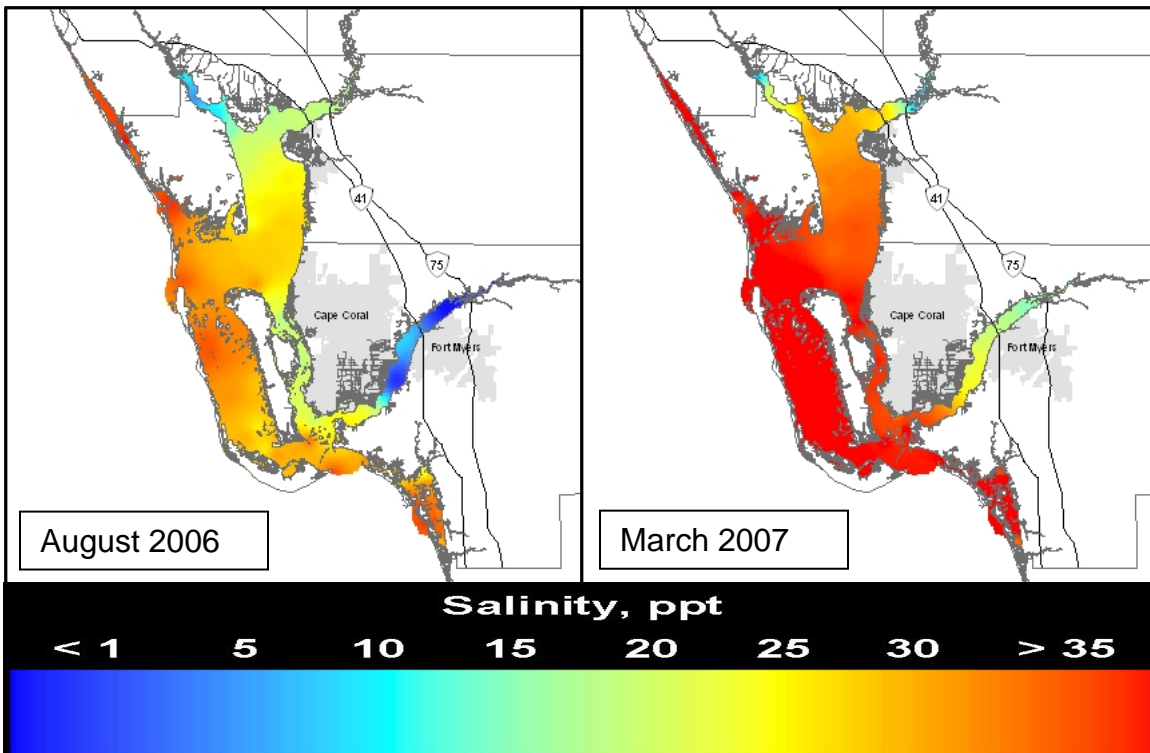 41
75
Cape Coral
Fort Myers
August 2006
41
75
Cape Coral
Fort Myers
March 2007
Salinity, ppt
< 1 5 10 15 20 25 30 > 35